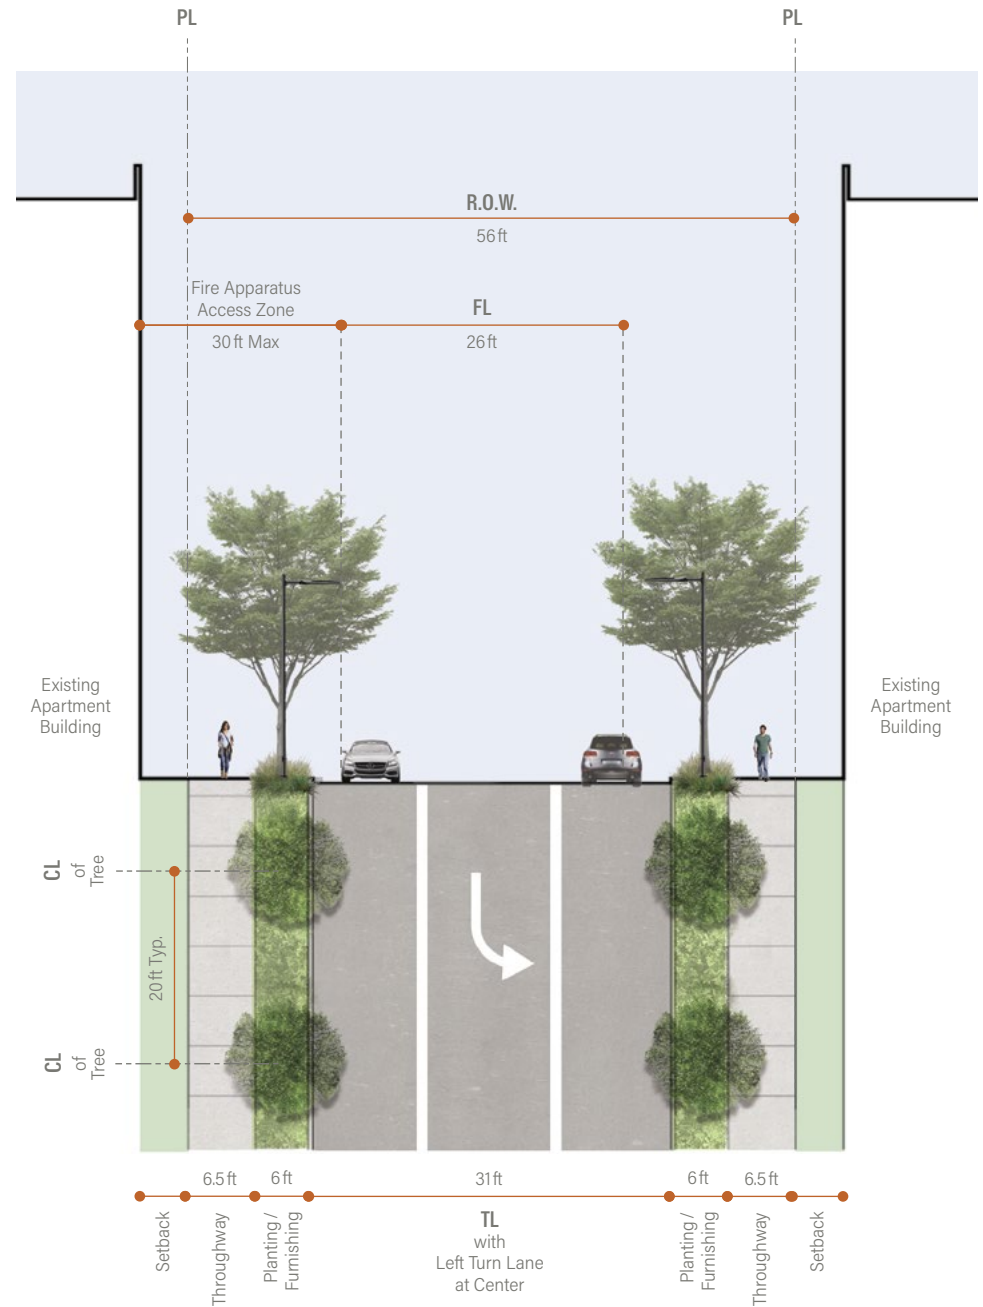 PL
PL
R.O.W.
56 ft
Fire Apparatus
Access Zone
30 ft Max
FL
26 ft
Existing
Apartment
Building
Existing
Apartment
Building
CL
of
Tree
20 ft Typ.
CL
of
Tree
6.5 ft
6 ft
31 ft
6 ft
6.5 ft
Setback
Throughway
Planting /
Furnishing
TL
with
Left Turn Lane
at Center
Planting /
Furnishing
Throughway
Setback